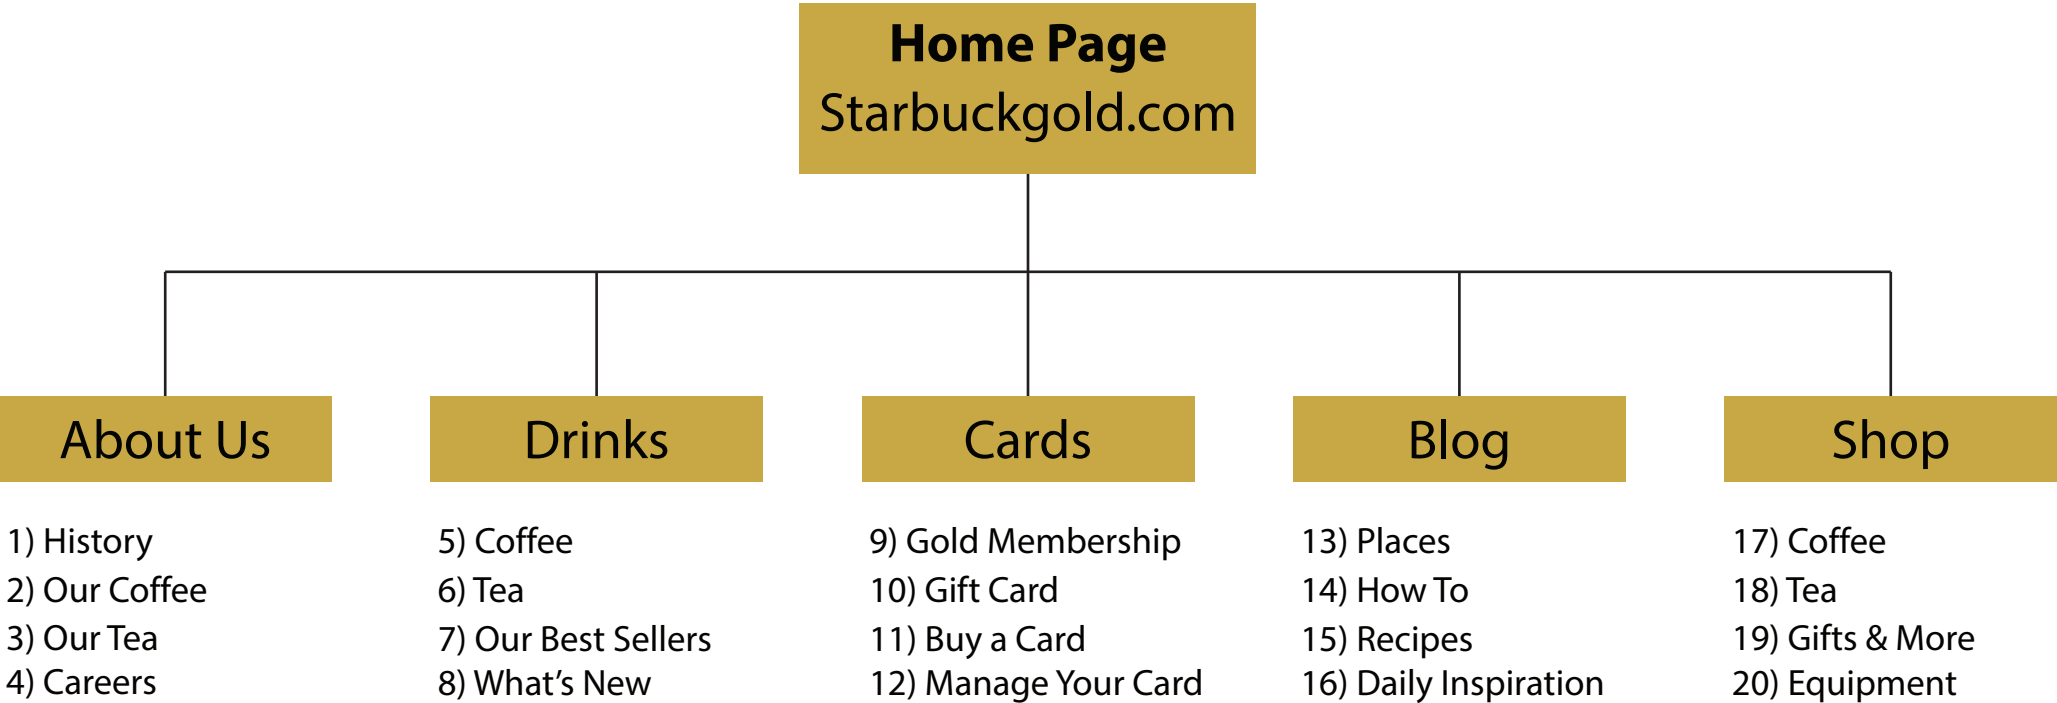 Home Page
Starbuckgold.com
About Us
Drinks
Cards
Blog
Shop
1) History
2) Our Coffee
3) Our Tea
4) Careers
5) Coffee
6) Tea
7) Our Best Sellers
8) What’s New
9) Gold Membership
10) Gift Card
11) Buy a Card
12) Manage Your Card
13) Places
14) How To
15) Recipes
16) Daily Inspiration
17) Coffee
18) Tea
19) Gifts & More
20) Equipment